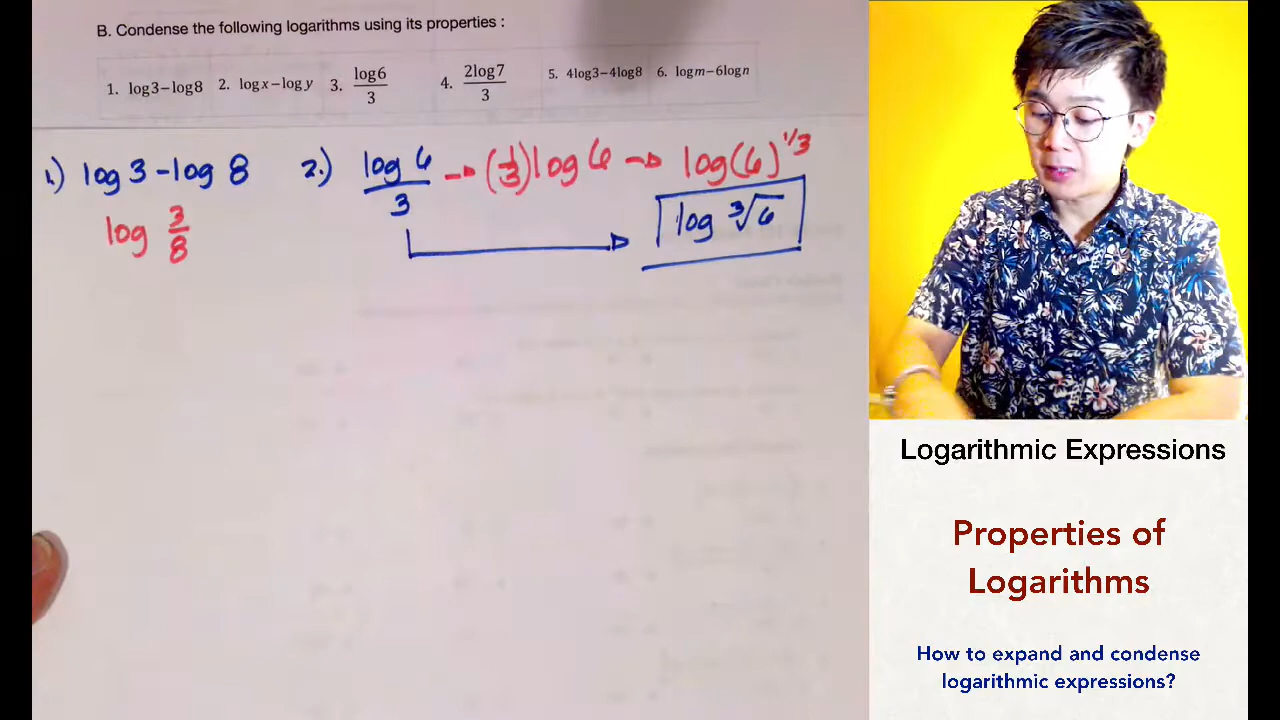 B. Condense the following logarithms using its properties :
1. log3−log8 2. logx−logy 3. log6/3 4. 2log7/3 5. 4log3−4log8 6. logm−6logn
1.) log 3 - log 8 2.) log 6/3 → (1/3) log 6 → log(6)^1/3
log 3/8 log ³√6
Logarithmic Expressions
Properties of
Logarithms
How to expand and condense
logarithmic expressions?